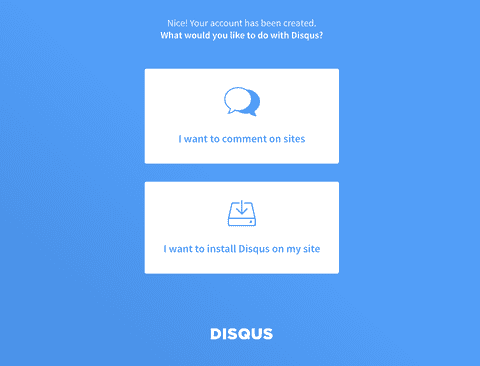 Nice! Your account has been created.
What would you like to do with Disqus?
I want to comment on sites
I want to install Disqus on my site
DISQUS